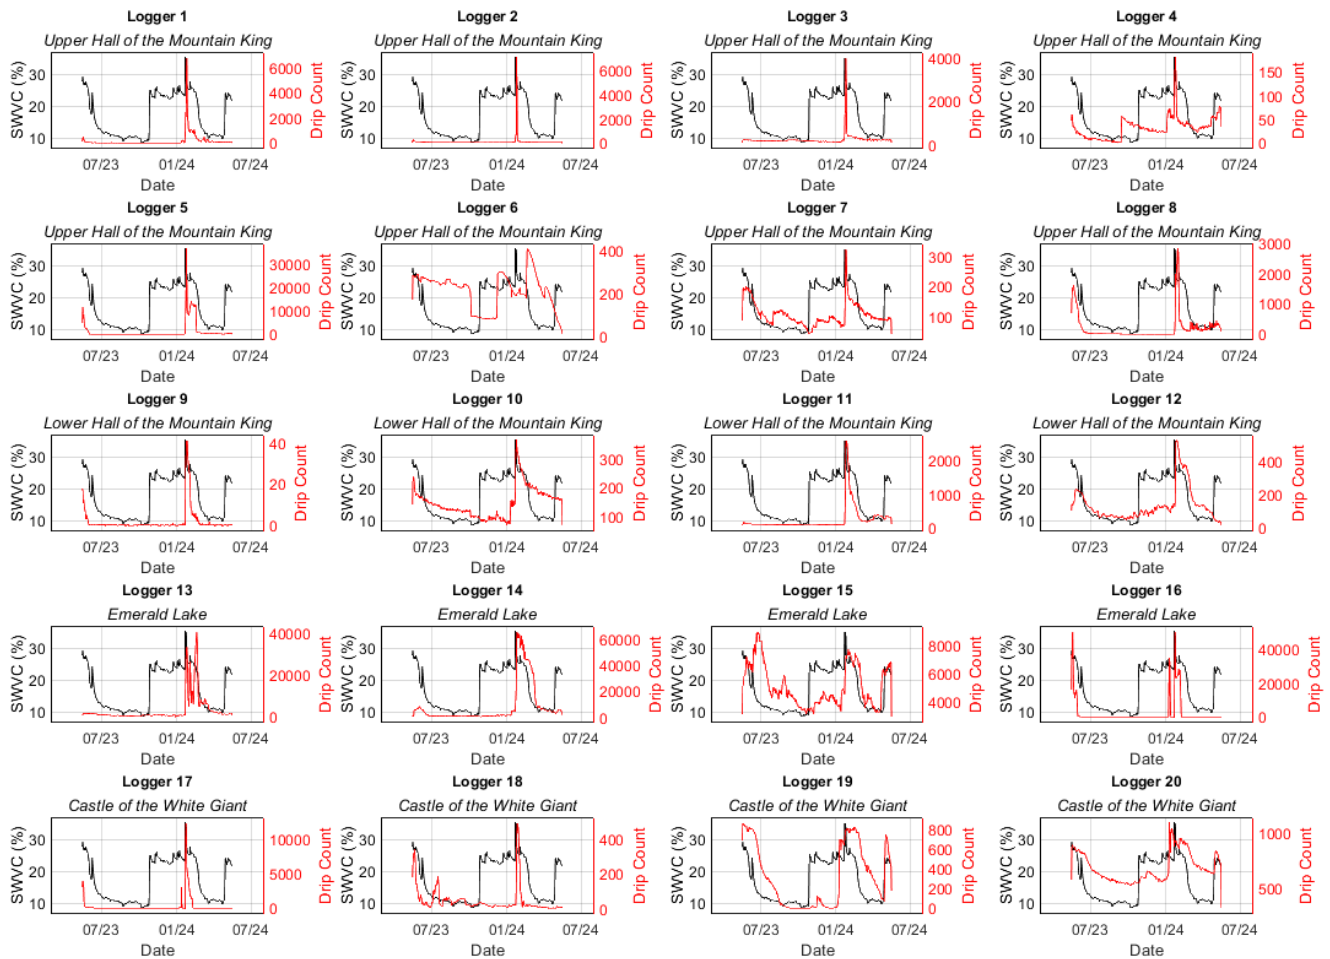 Logger 1
Upper Hall of the Mountain King
SWVC (%)
30
20
10
6000
4000
2000
0
Drip Count
07/23
01/24
07/24
Date
Logger 2
Upper Hall of the Mountain King
SWVC (%)
30
20
10
6000
4000
2000
0
Drip Count
07/23
01/24
07/24
Date
Logger 3
Upper Hall of the Mountain King
SWVC (%)
30
20
10
4000
2000
0
Drip Count
07/23
01/24
07/24
Date
Logger 4
Upper Hall of the Mountain King
SWVC (%)
30
20
10
150
100
50
0
Drip Count
07/23
01/24
07/24
Date
Logger 5
Upper Hall of the Mountain King
SWVC (%)
30
20
10
30000
20000
10000
0
Drip Count
07/23
01/24
07/24
Date
Logger 6
Upper Hall of the Mountain King
SWVC (%)
30
20
10
400
200
0
Drip Count
07/23
01/24
07/24
Date
Logger 7
Upper Hall of the Mountain King
SWVC (%)
30
20
10
300
200
100
Drip Count
07/23
01/24
07/24
Date
Logger 8
Upper Hall of the Mountain King
SWVC (%)
30
20
10
3000
2000
1000
0
Drip Count
07/23
01/24
07/24
Date
Logger 9
Lower Hall of the Mountain King
SWVC (%)
30
20
10
40
20
0
Drip Count
07/23
01/24
07/24
Date
Logger 10
Lower Hall of the Mountain King
SWVC (%)
30
20
10
300
200
100
Drip Count
07/23
01/24
07/24
Date
Logger 11
Lower Hall of the Mountain King
SWVC (%)
30
20
10
2000
1000
0
Drip Count
07/23
01/24
07/24
Date
Logger 12
Lower Hall of the Mountain King
SWVC (%)
30
20
10
400
200
0
Drip Count
07/23
01/24
07/24
Date
Logger 13
Emerald Lake
SWVC (%)
30
20
10
40000
20000
0
Drip Count
07/23
01/24
07/24
Date
Logger 14
Emerald Lake
SWVC (%)
30
20
10
60000
40000
20000
0
Drip Count
07/23
01/24
07/24
Date
Logger 15
Emerald Lake
SWVC (%)
30
20
10
8000
6000
4000
Drip Count
07/23
01/24
07/24
Date
Logger 16
Emerald Lake
SWVC (%)
30
20
10
40000
20000
0
Drip Count
07/23
01/24
07/24
Date
Logger 17
Castle of the White Giant
SWVC (%)
30
20
10
10000
5000
0
Drip Count
07/23
01/24
07/24
Date
Logger 18
Castle of the White Giant
SWVC (%)
30
20
10
400
200
0
Drip Count
07/23
01/24
07/24
Date
Logger 19
Castle of the White Giant
SWVC (%)
30
20
10
800
600
400
200
0
Drip Count
07/23
01/24
07/24
Date
Logger 20
Castle of the White Giant
SWVC (%)
30
20
10
1000
500
Drip Count
07/23
01/24
07/24
Date